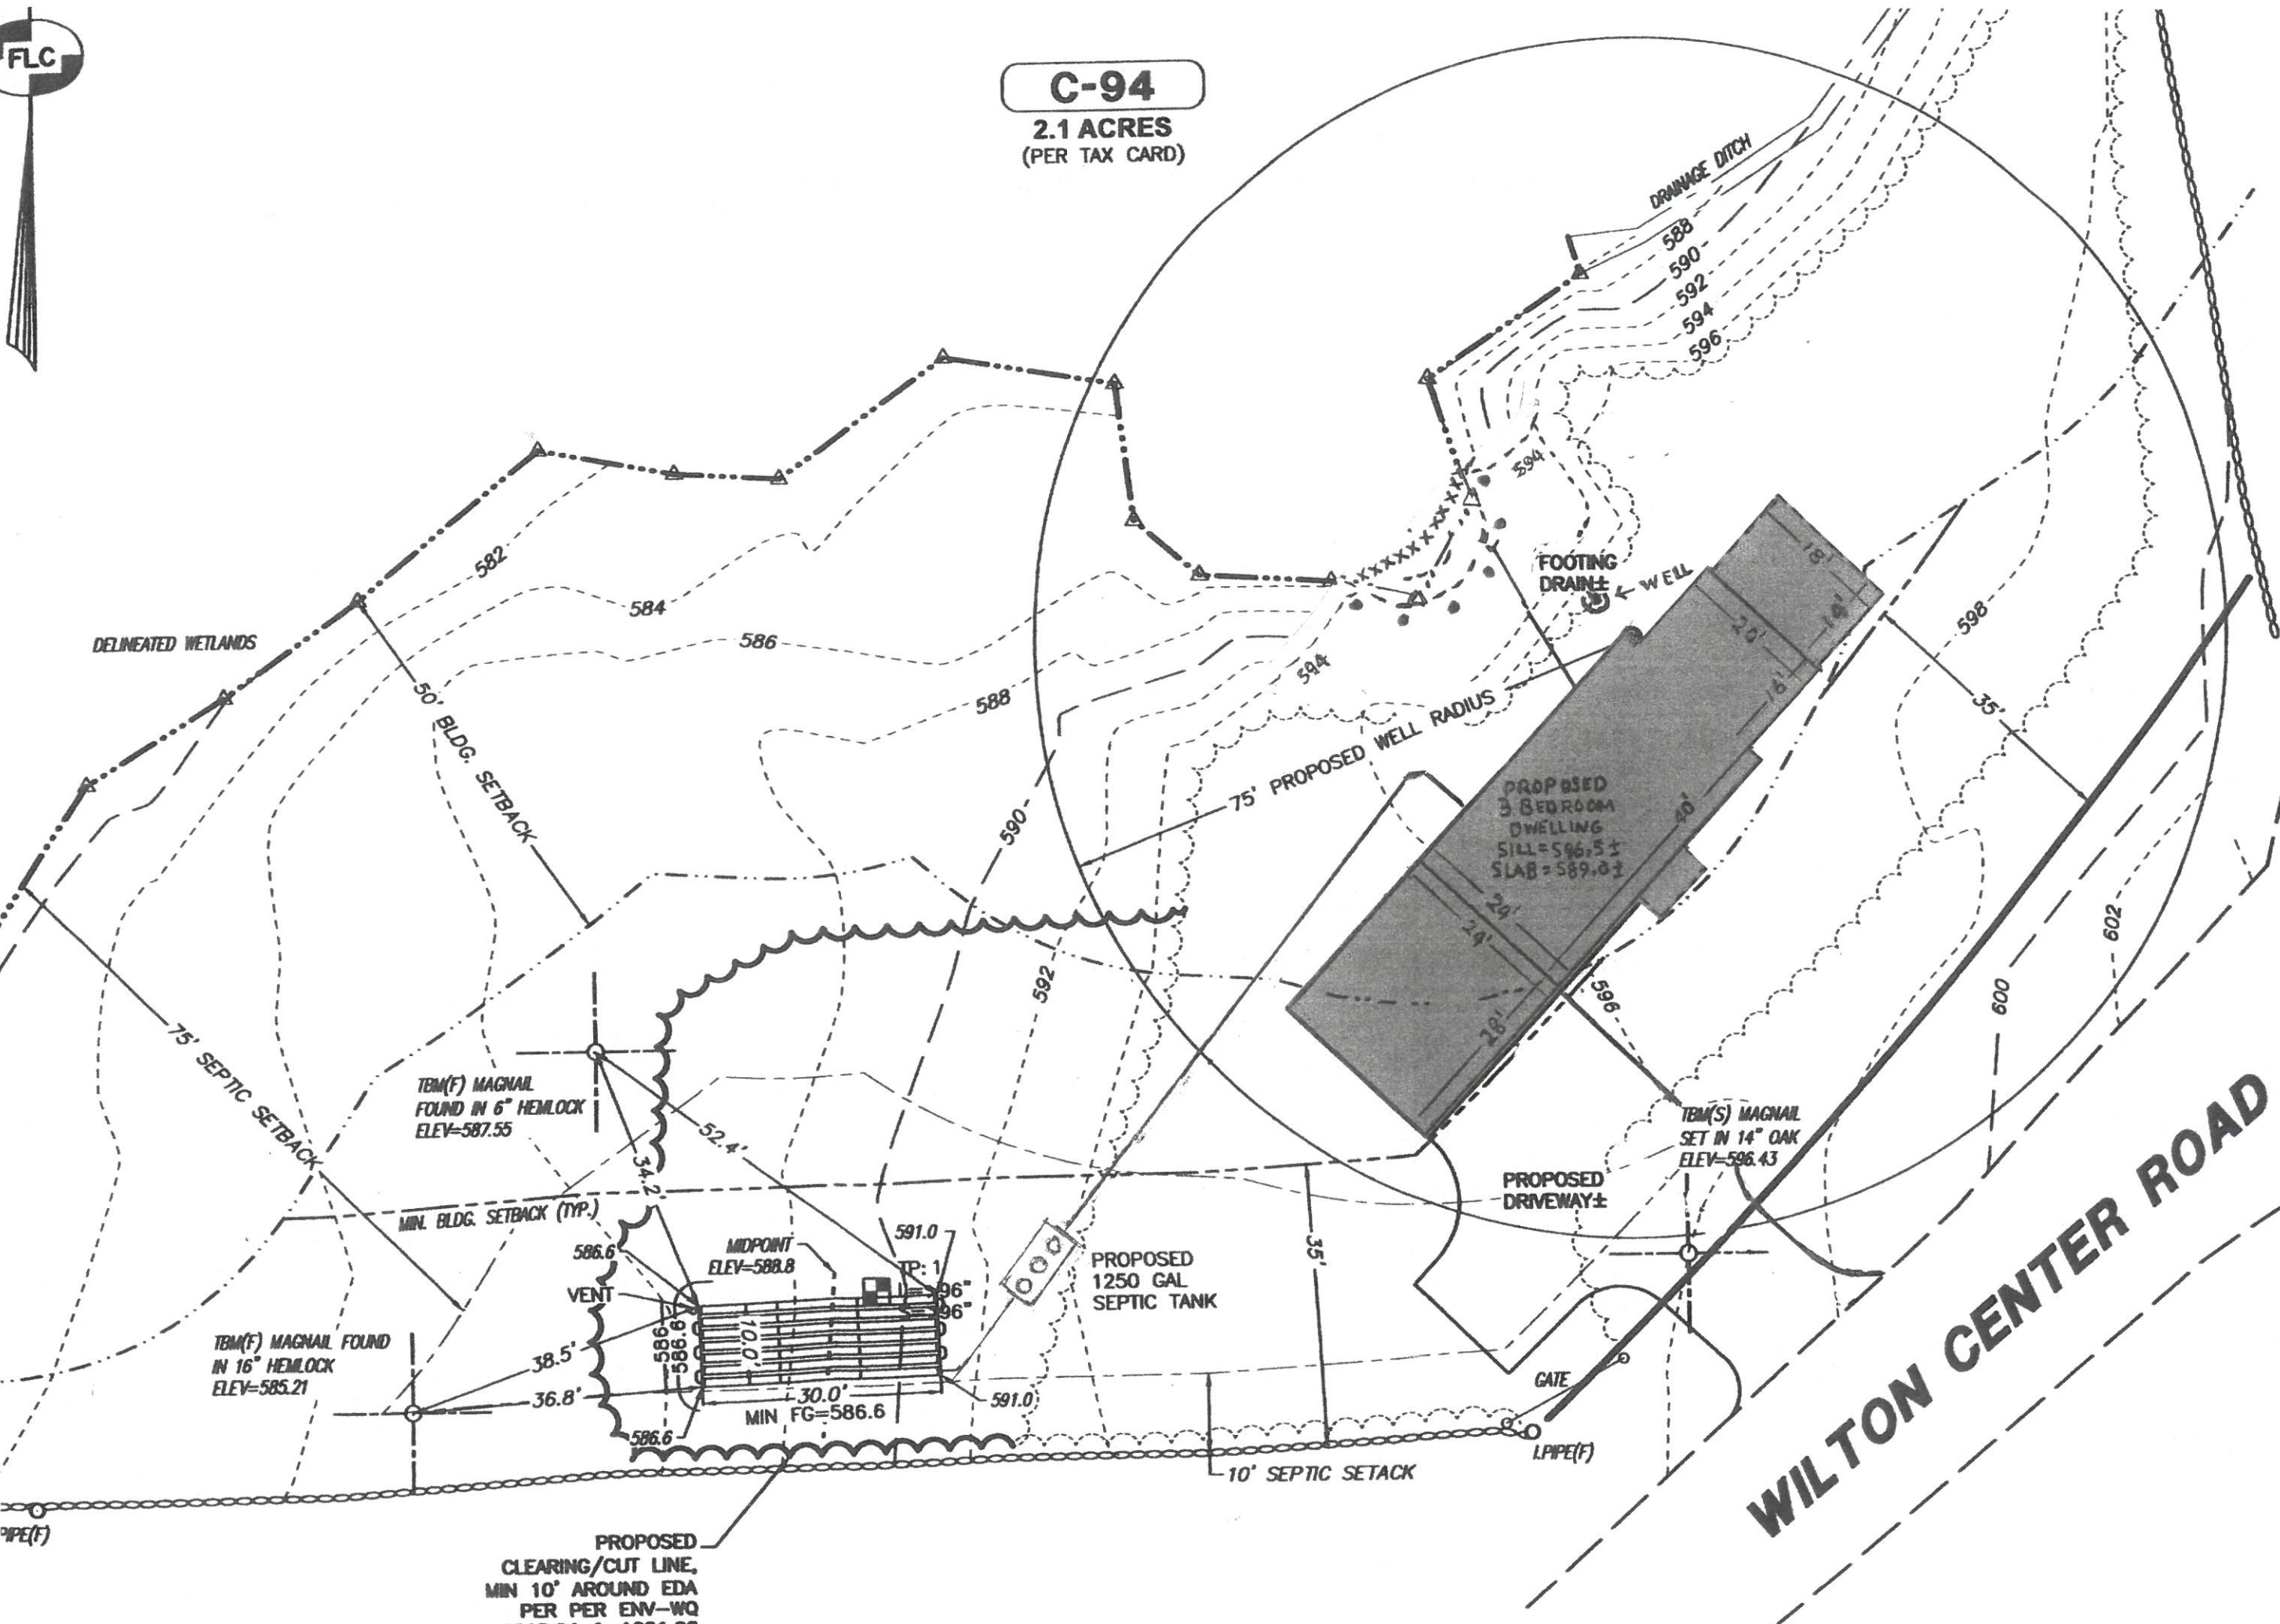 FLC
C-94
2.1 ACRES
(PER TAX CARD)
DRAINAGE DITCH
588
590
592
594
596
594
FOOTING
DRAIN±
← WELL
18'
14'
20'
16'
598
35'
582
584
586
588
594
DELINEATED WETLANDS
50' BLDG. SETBACK
75' PROPOSED WELL RADIUS
590
PROPOSED
3 BEDROOM
DWELLING
SILL=596.5±
SLAB=589.0±
40'
24'
24'
28'
596
592
602
600
75' SEPTIC SETBACK
TBM(F) MAGNAIL
FOUND IN 6" HEMLOCK
ELEV=587.55
52.4'
34.2'
TBM(S) MAGNAIL
SET IN 14" OAK
ELEV=596.43
PROPOSED
DRIVEWAY±
MIN. BLDG. SETBACK (TYP.)
586.6
MIDPOINT
ELEV=588.8
591.0
TP: 1
=96"
=96"
VENT
PROPOSED
1250 GAL
SEPTIC TANK
35'
586
586.6
10.0'
TBM(F) MAGNAIL FOUND
IN 16" HEMLOCK
ELEV=585.21
38.5'
36.8'
30.0'
MIN FG=586.6
591.0
586.6
GATE
I.PIPE(F)
10' SEPTIC SETACK
WILTON CENTER ROAD
PIPE(F)
PROPOSED
CLEARING/CUT LINE,
MIN 10' AROUND EDA
PER PER ENV-WQ